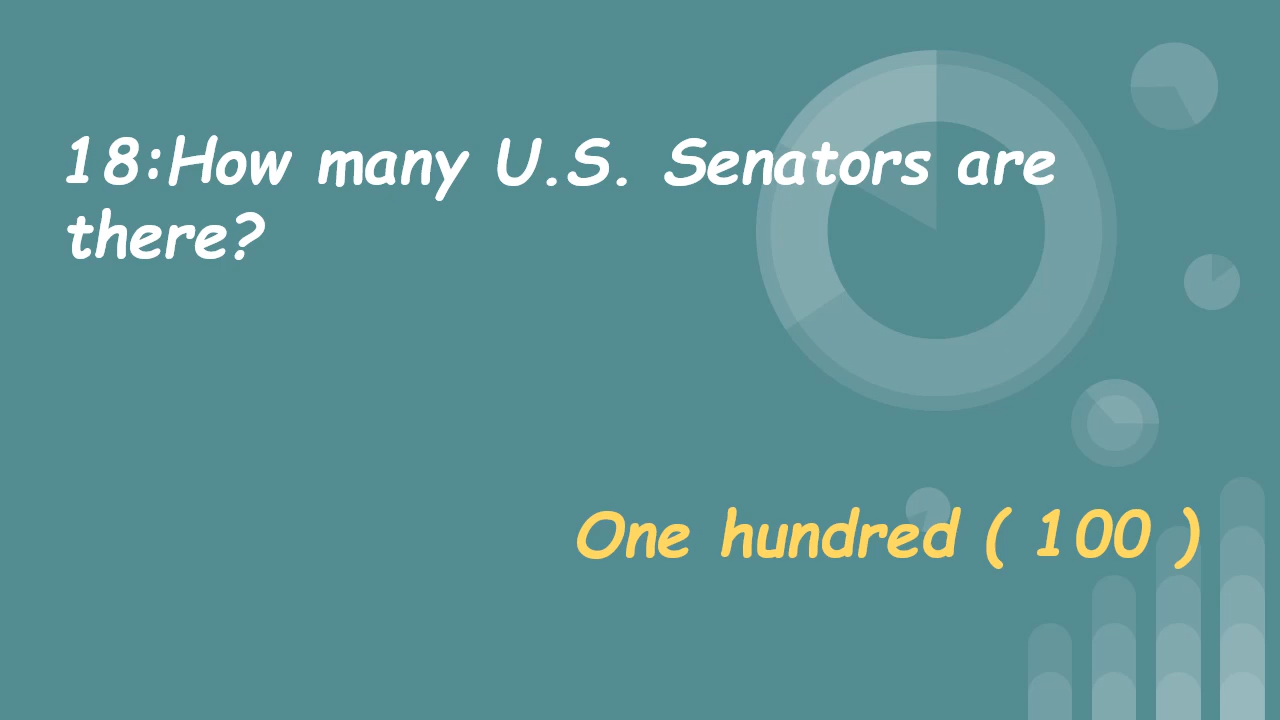 18:How many U.S. Senators are
there?
One hundred ( 100 )